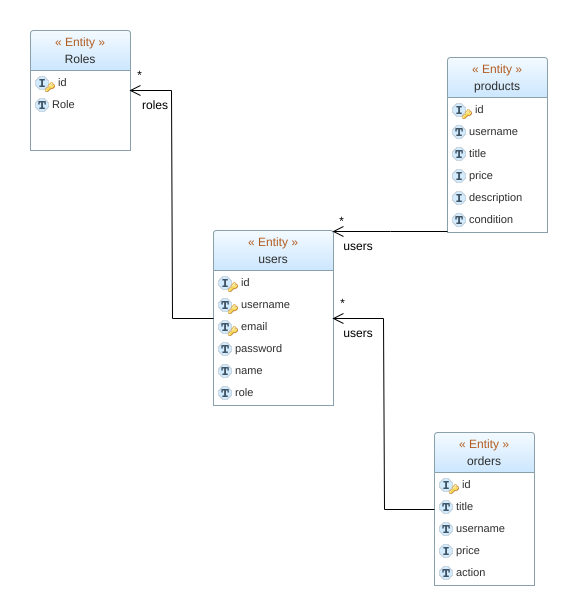 « Entity »
Roles
id
Role
*
roles
« Entity »
products
id
username
title
price
description
condition
*
users
« Entity »
users
id
username
email
password
name
role
*
users
« Entity »
orders
id
title
username
price
action